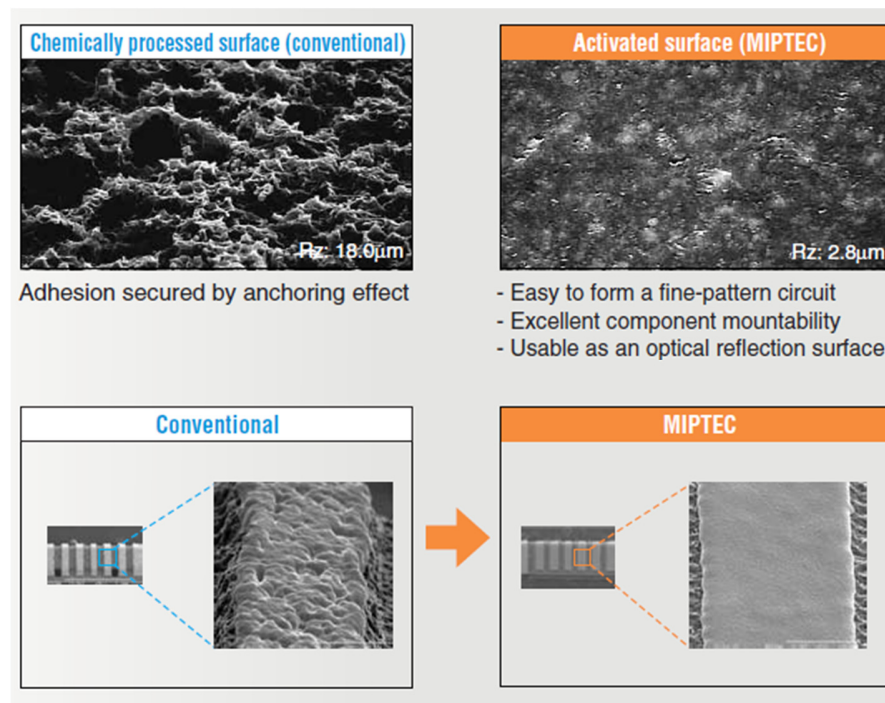 Chemically processed surface (conventional)
Rz: 18.0μm
Adhesion secured by anchoring effect
Activated surface (MIPTEC)
Rz: 2.8μm
- Easy to form a fine-pattern circuit
- Excellent component mountability
- Usable as an optical reflection surface
Conventional
MIPTEC